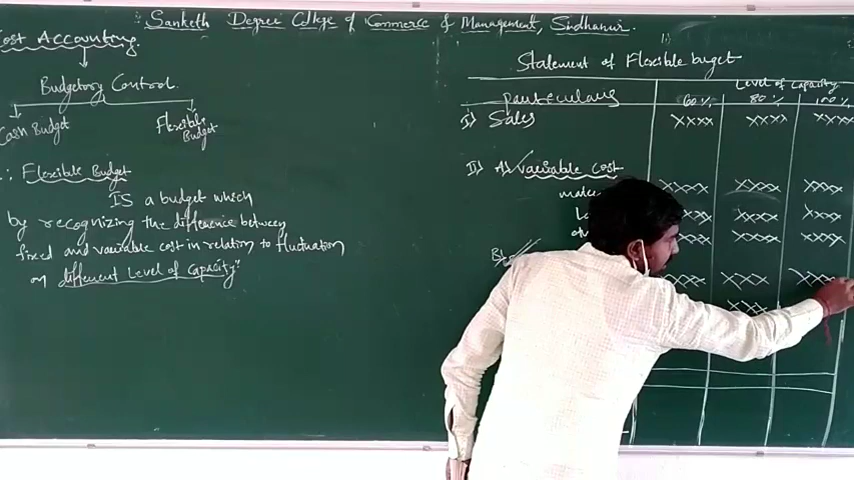 Sanketh Degree College of Commerce & Management, Sindhanur.
Cost Accounting.
Budgetory Control.
Cash Budget
Flexible Budget
∴ Flexible Budget
IS a budget which
by recognizing the difference between
fixed and variable cost in relation to fluctuation
on different Level of Capacity".
Statement of Flexible buget
particulars
Level of Capacity
60% 80% 100%
I) Sales xxxx xxxx xxxx
II) A) Variable cost
xxxx xxxx xxxx
xxxx xxxx xxxx
xxxx xxxx xxxx
xxxx xxxx xxxx